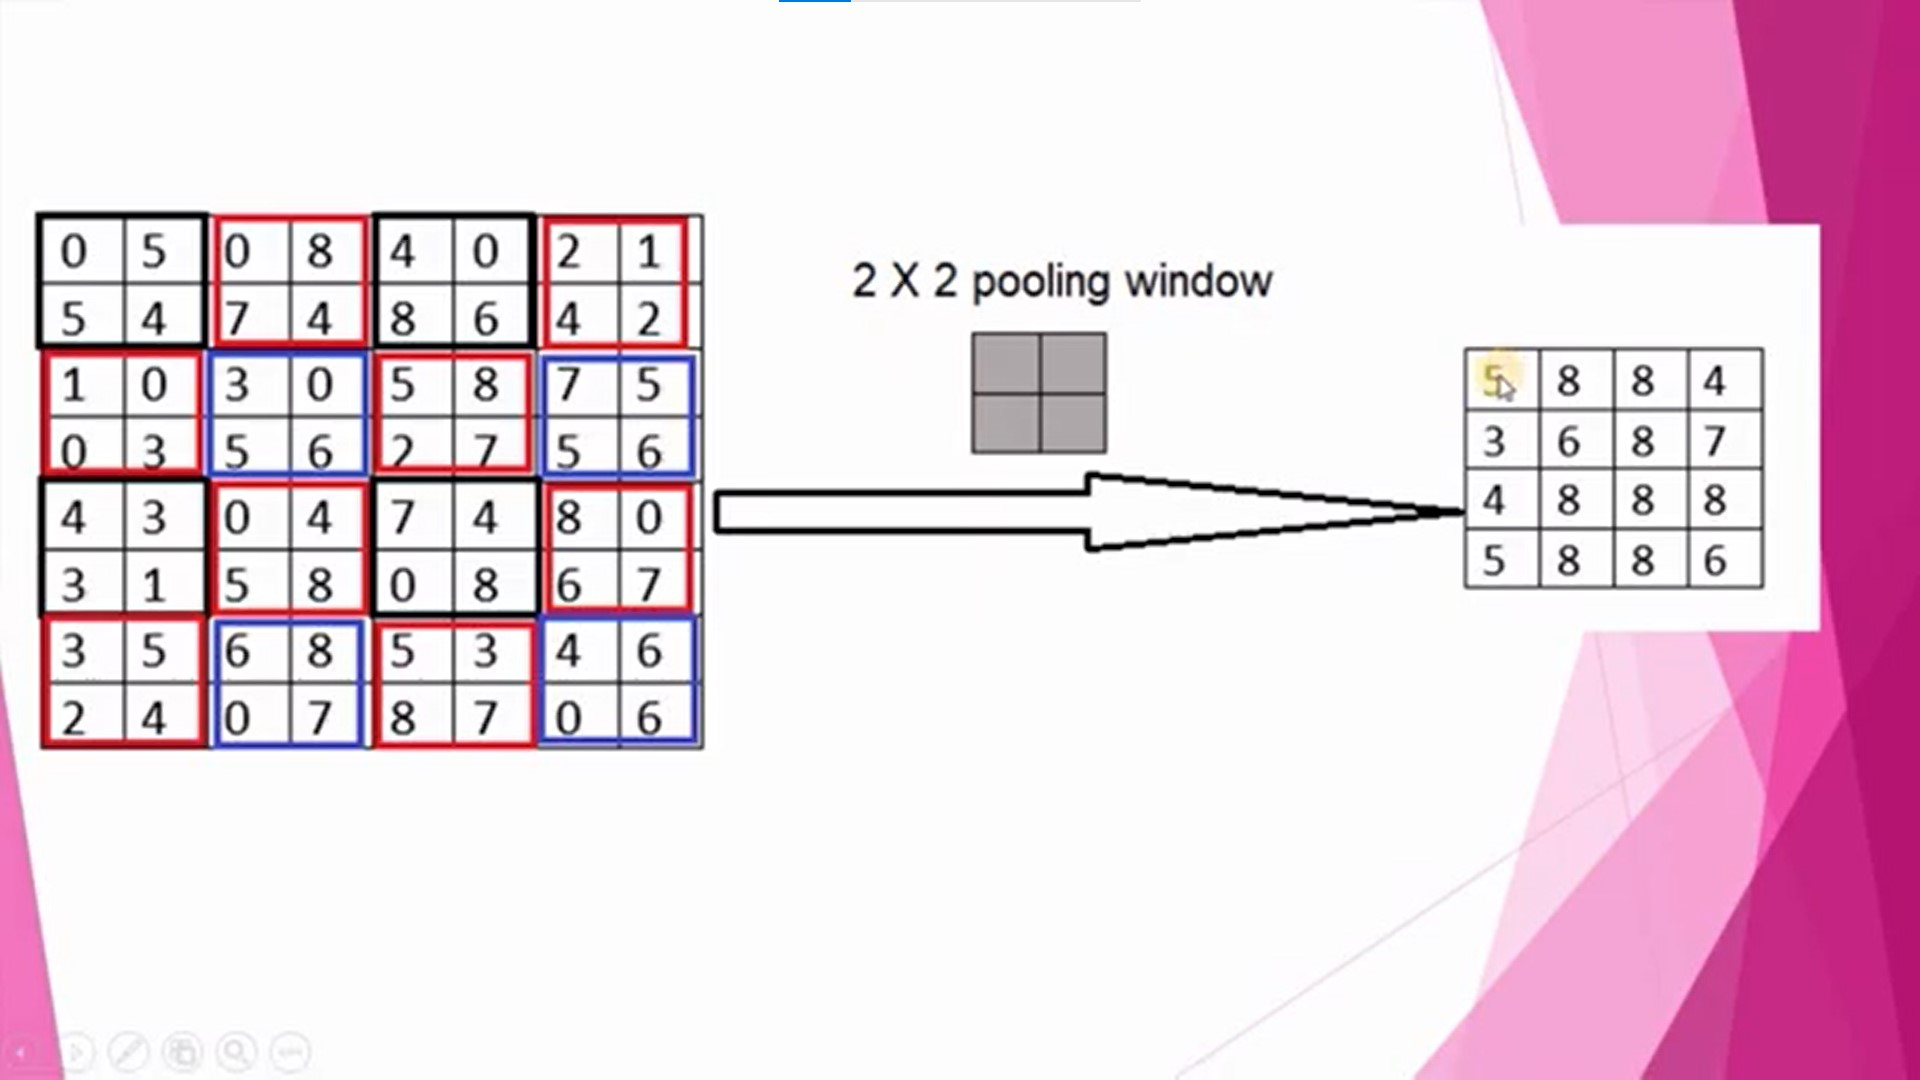 0 5 0 8 4 0 2 1
5 4 7 4 8 6 4 2
1 0 3 0 5 8 7 5
0 3 5 6 2 7 5 6
4 3 0 4 7 4 8 0
3 1 5 8 0 8 6 7
3 5 6 8 5 3 4 6
2 4 0 7 8 7 0 6
2 X 2 pooling window
5 8 8 4
3 6 8 7
4 8 8 8
5 8 8 6